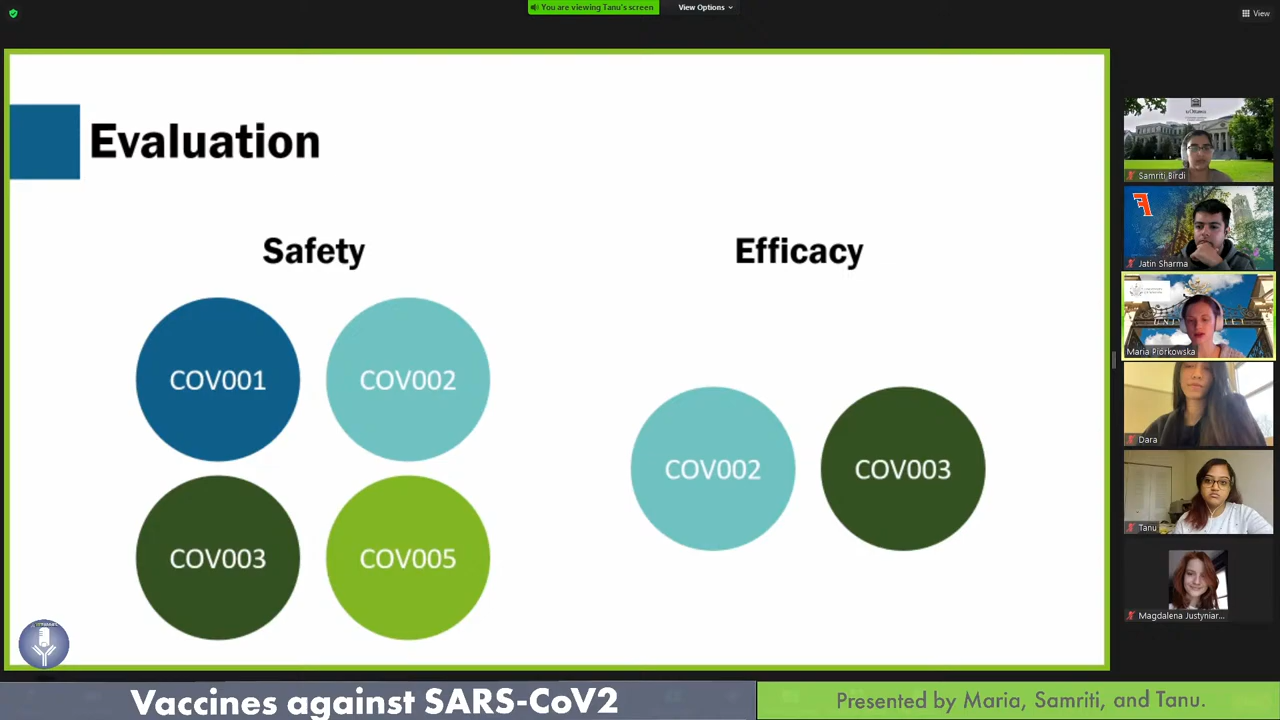 You are viewing Tanu's screen
View Options
View
Evaluation
Safety
Efficacy
COV001
COV002
COV003
COV005
COV002
COV003
Samriti Birdi
Jatin Sharma
Maria Piórkowska
Dara
Tanu
Magdalena Justyniar...
Vaccines against SARS-CoV2
Presented by Maria, Samriti, and Tanu.